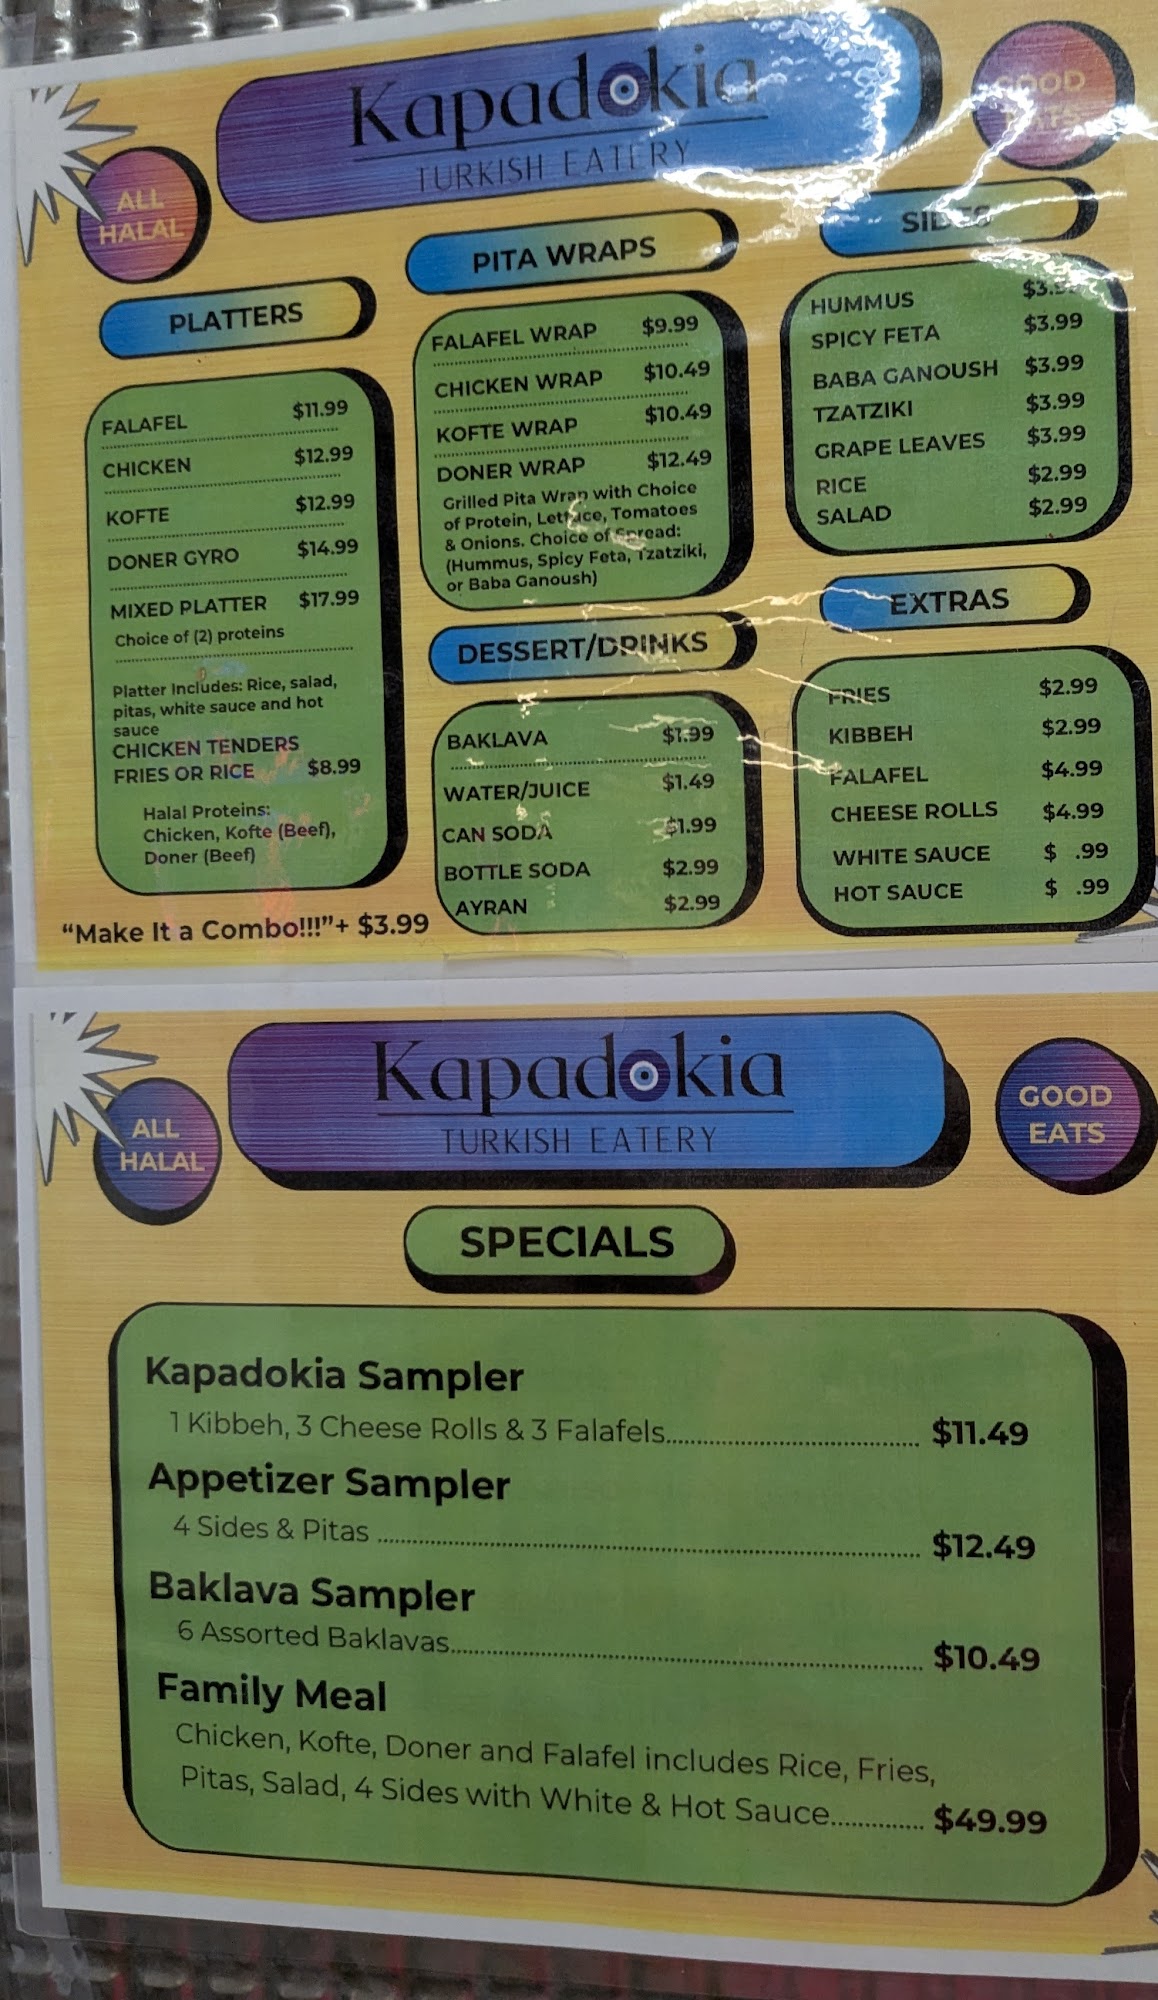 Kapadokia
TURKISH EATERY
ALL
HALAL
GOOD
EATS
PLATTERS
FALAFEL $11.99
CHICKEN $12.99
KOFTE $12.99
DONER GYRO $14.99
MIXED PLATTER $17.99
Choice of (2) proteins
Platter Includes: Rice, salad,
pitas, white sauce and hot
sauce
CHICKEN TENDERS
FRIES OR RICE $8.99
Halal Proteins:
Chicken, Kofte (Beef),
Doner (Beef)
"Make It a Combo!!!"+ $3.99
PITA WRAPS
FALAFEL WRAP $9.99
CHICKEN WRAP $10.49
KOFTE WRAP $10.49
DONER WRAP $12.49
Grilled Pita Wrap with Choice
of Protein, Lettuce, Tomatoes
& Onions. Choice of Spread:
(Hummus, Spicy Feta, Tzatziki,
or Baba Ganoush)
DESSERT/DRINKS
BAKLAVA $1.99
WATER/JUICE $1.49
CAN SODA $1.99
BOTTLE SODA $2.99
AYRAN $2.99
SIDES
HUMMUS
SPICY FETA $3.99
BABA GANOUSH $3.99
TZATZIKI $3.99
GRAPE LEAVES $3.99
RICE $2.99
SALAD $2.99
EXTRAS
FRIES $2.99
KIBBEH $2.99
FALAFEL $4.99
CHEESE ROLLS $4.99
WHITE SAUCE $ .99
HOT SAUCE $ .99
Kapadokia
TURKISH EATERY
ALL
HALAL
GOOD
EATS
SPECIALS
Kapadokia Sampler
1 Kibbeh, 3 Cheese Rolls & 3 Falafels.......... $11.49
Appetizer Sampler
4 Sides & Pitas .......... $12.49
Baklava Sampler
6 Assorted Baklavas.......... $10.49
Family Meal
Chicken, Kofte, Doner and Falafel includes Rice, Fries,
Pitas, Salad, 4 Sides with White & Hot Sauce.......... $49.99